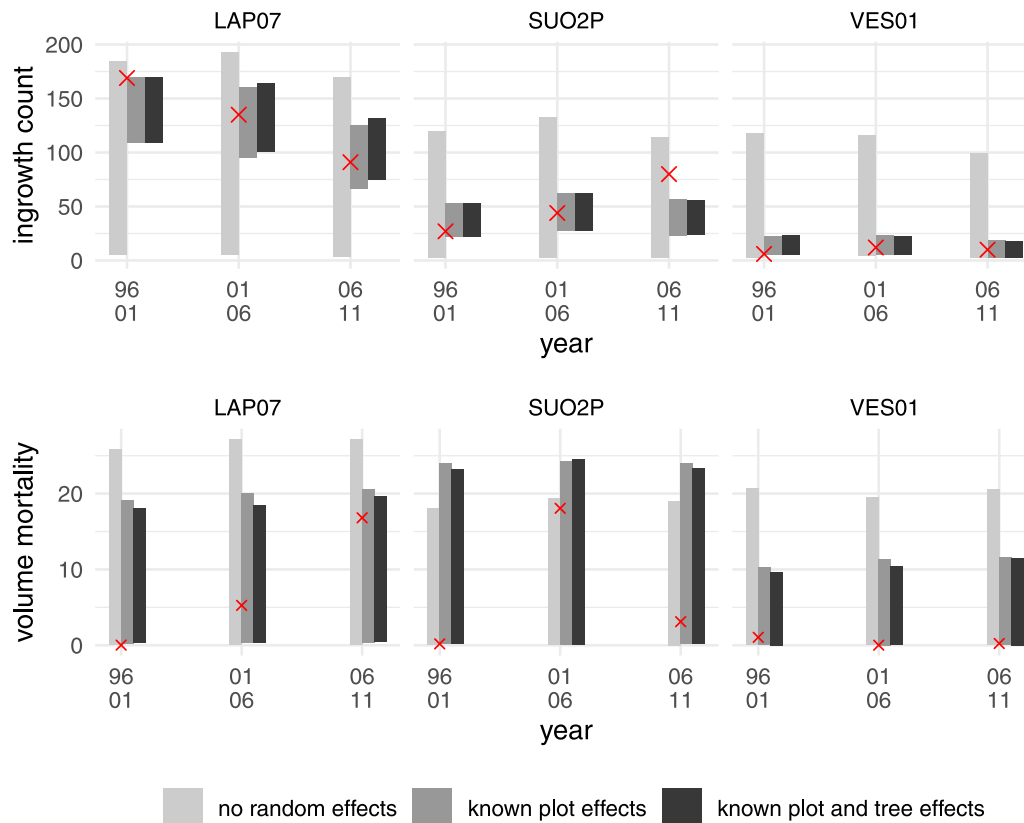 LAP07 SUO2P VES01
ingrowth count
200
150
100
50
0
96 01 06 96 01 06 96 01 06
01 06 11 01 06 11 01 06 11
year
LAP07 SUO2P VES01
volume mortality
20
10
0
96 01 06 96 01 06 96 01 06
01 06 11 01 06 11 01 06 11
year
no random effects known plot effects known plot and tree effects